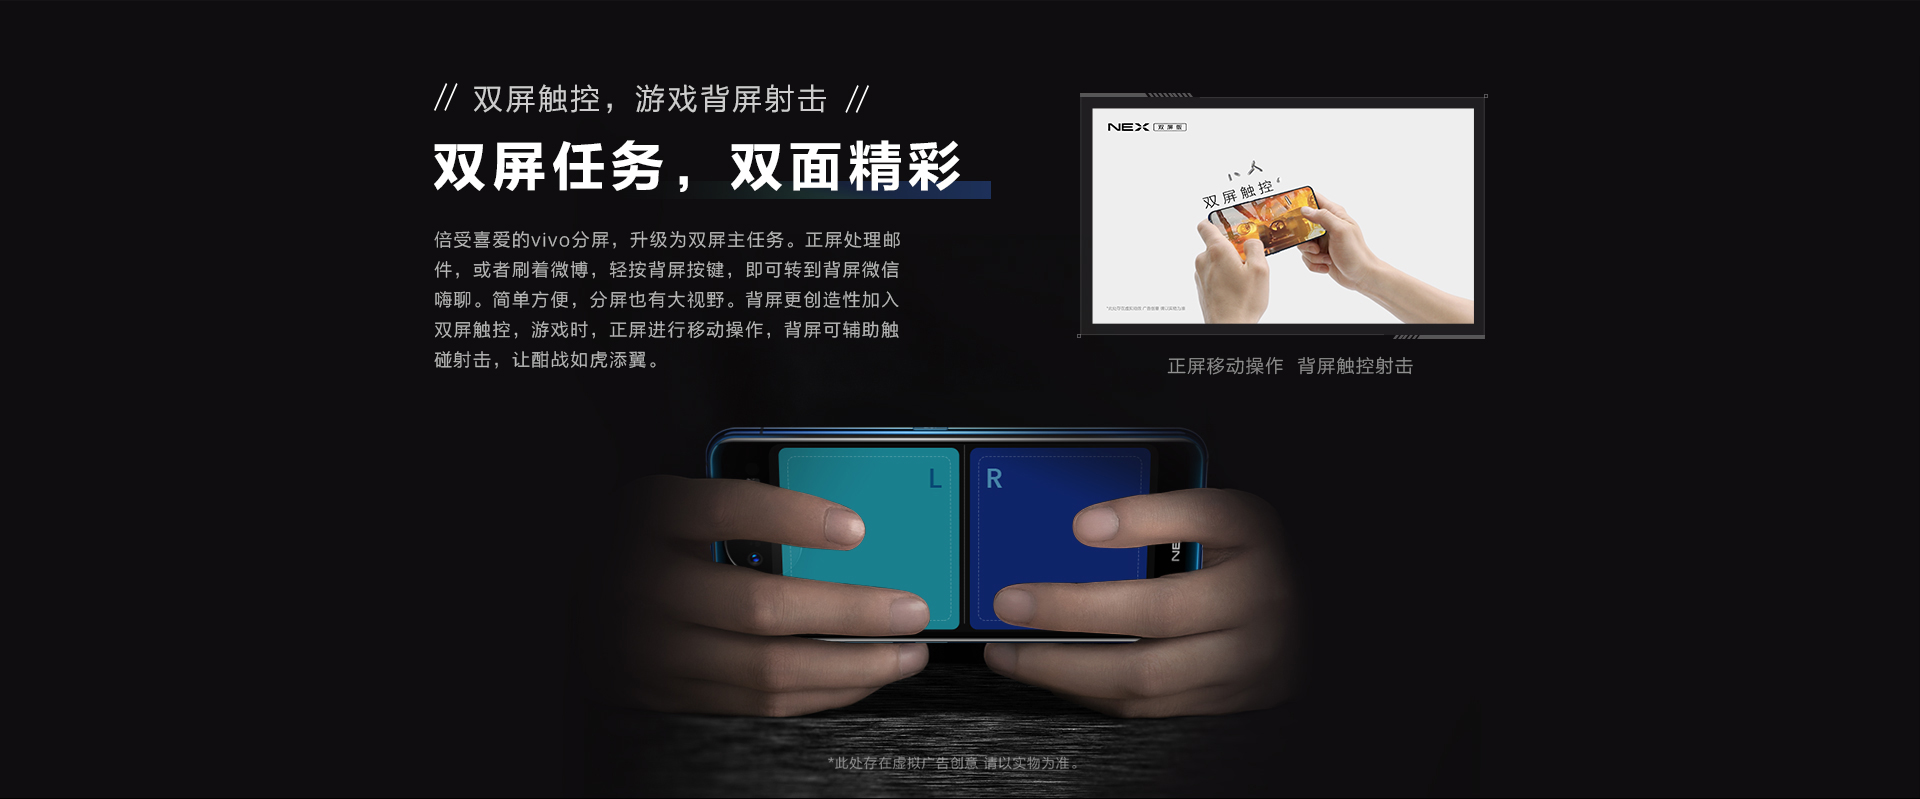 // 双屏触控，游戏背屏射击 //
双屏任务，双面精彩
倍受喜爱的vivo分屏，升级为双屏主任务。正屏处理邮
件，或者刷着微博，轻按背屏按键，即可转到背屏微信
嗨聊。简单方便，分屏也有大视野。背屏更创造性加入
双屏触控，游戏时，正屏进行移动操作，背屏可辅助触
碰射击，让酣战如虎添翼。
NEX 双屏版
双屏触控
正屏移动操作 背屏触控射击
L
R
NE
*此处存在虚拟广告创意 请以实物为准。